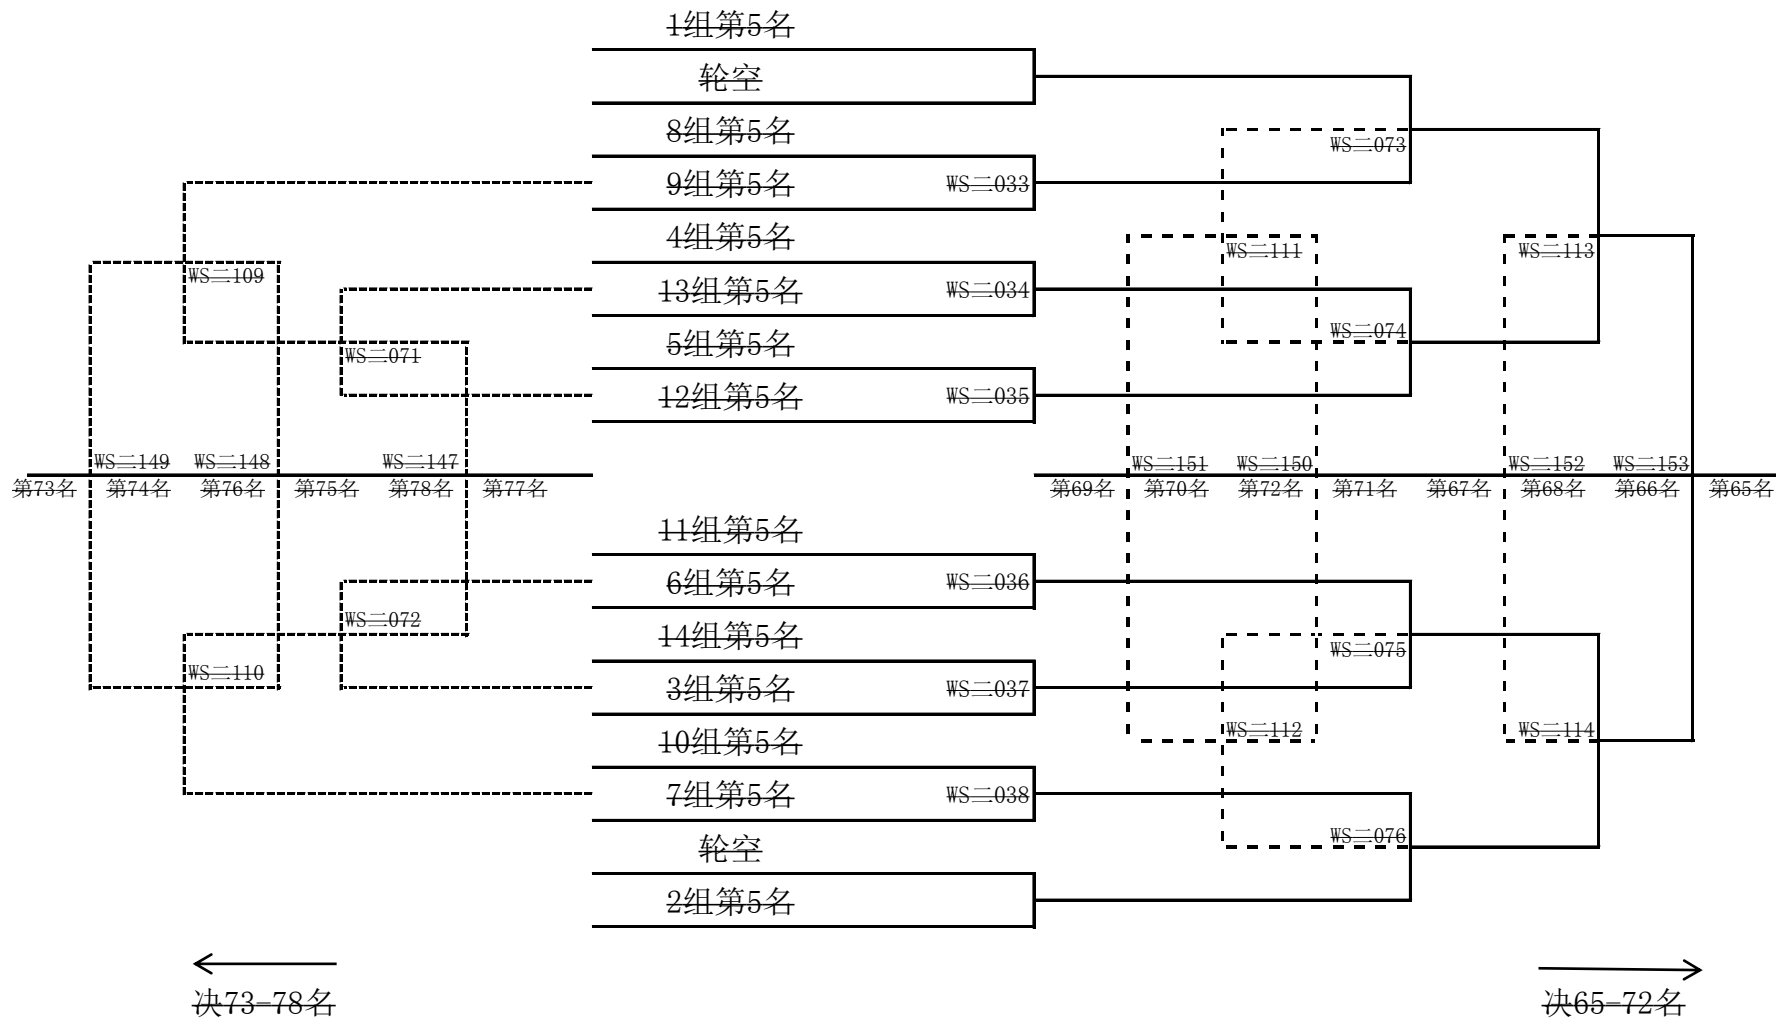 1组第5名
轮空
8组第5名
WS二073
9组第5名 WS二033
4组第5名
WS二111 WS二113
WS二109
13组第5名 WS二034
WS二074
5组第5名
WS二071
12组第5名 WS二035
WS二149 WS二148 WS二147 WS二151 WS二150 WS二152 WS二153
第73名 第74名 第76名 第75名 第78名 第77名 第69名 第70名 第72名 第71名 第67名 第68名 第66名 第65名
11组第5名
6组第5名 WS二036
WS二072
14组第5名
WS二075
WS二110
3组第5名 WS二037
WS二112 WS二114
10组第5名
7组第5名 WS二038
WS二076
轮空
2组第5名
决73-78名 决65-72名